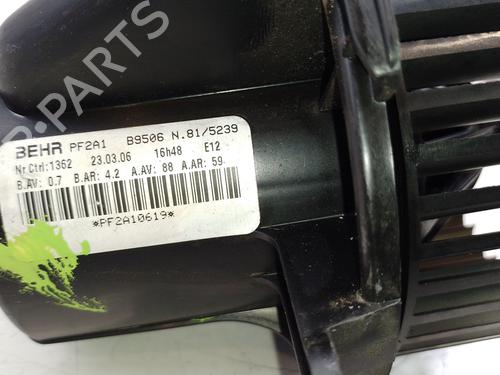 B PARTS
BEHR PF2A1 B9506 N.81/5239
Nr.Ctrl:1362 23.03.06 16h48 E12
B.AV: 0.7 B.AR: 4.2 A.AV: 88 A.AR: 59.
*PF2A10619*